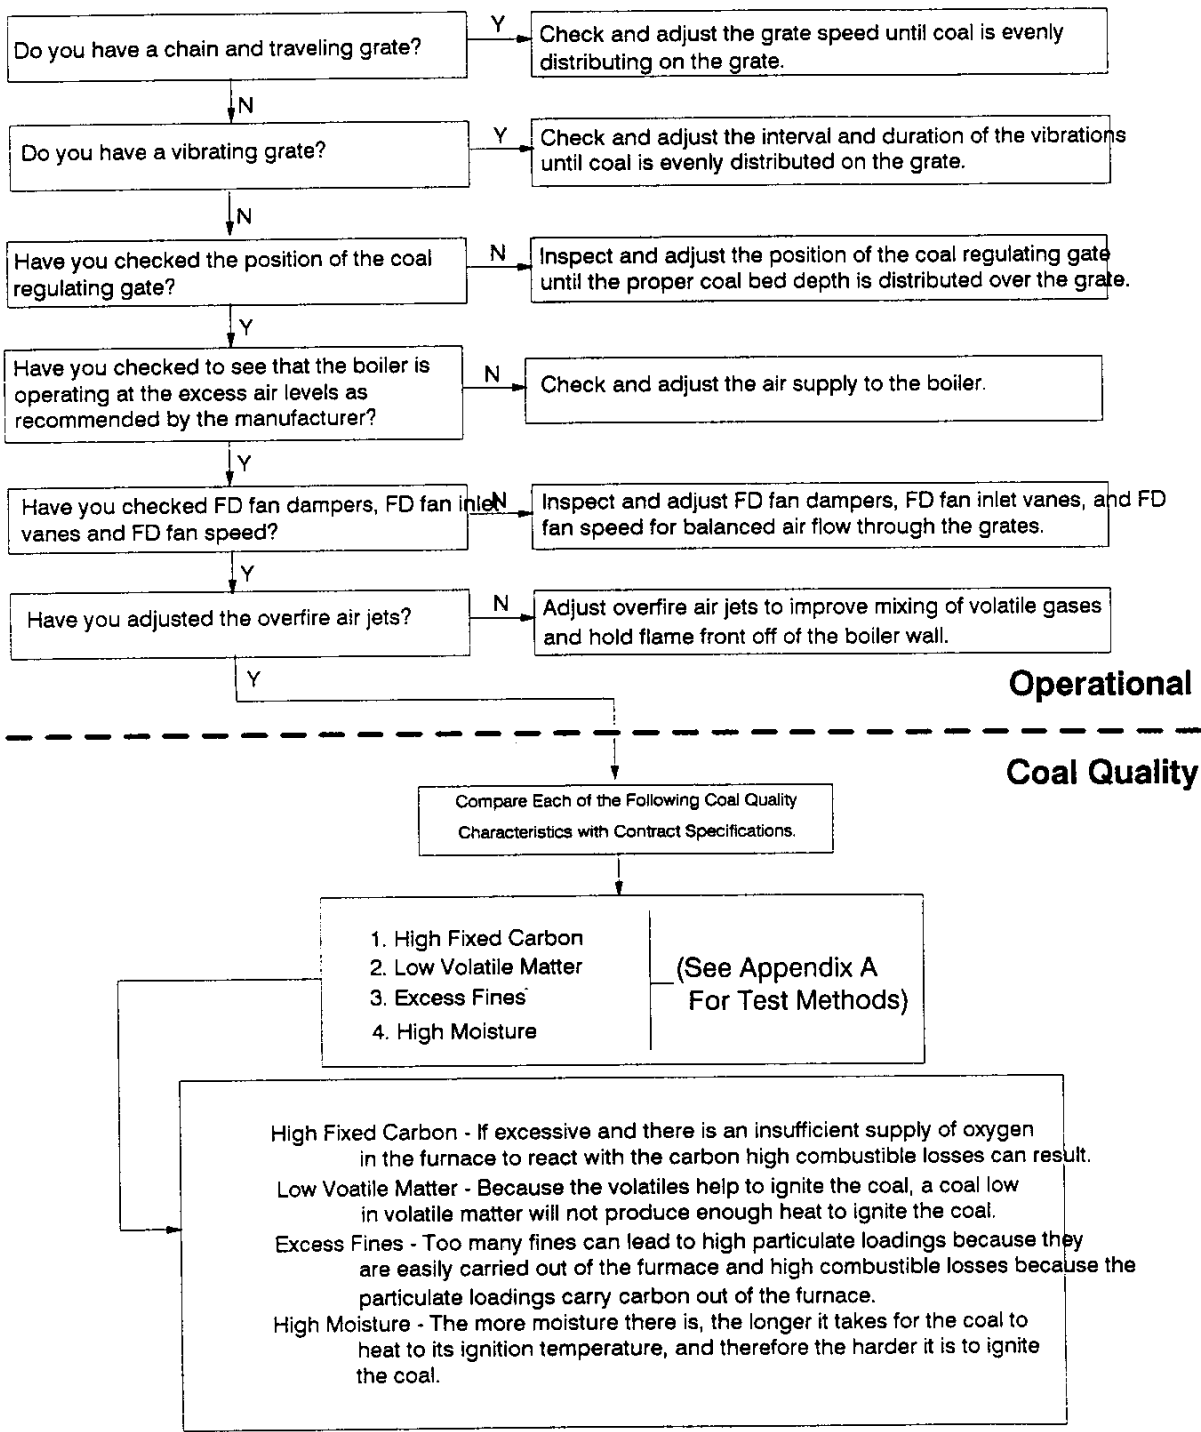 Do you have a chain and traveling grate?
Y
Check and adjust the grate speed until coal is evenly
distributing on the grate.
N
Do you have a vibrating grate?
Y
Check and adjust the interval and duration of the vibrations
until coal is evenly distributed on the grate.
N
Have you checked the position of the coal
regulating gate?
N
Inspect and adjust the position of the coal regulating gate
until the proper coal bed depth is distributed over the grate.
Y
Have you checked to see that the boiler is
operating at the excess air levels as
recommended by the manufacturer?
N
Check and adjust the air supply to the boiler.
Y
Have you checked FD fan dampers, FD fan inlet
vanes and FD fan speed?
N
Inspect and adjust FD fan dampers, FD fan inlet vanes, and FD
fan speed for balanced air flow through the grates.
Y
Have you adjusted the overfire air jets?
N
Adjust overfire air jets to improve mixing of volatile gases
and hold flame front off of the boiler wall.
Y
Operational
Coal Quality
Compare Each of the Following Coal Quality
Characteristics with Contract Specifications.
1. High Fixed Carbon
2. Low Volatile Matter
3. Excess Fines
4. High Moisture
(See Appendix A
For Test Methods)
High Fixed Carbon - If excessive and there is an insufficient supply of oxygen
in the furnace to react with the carbon high combustible losses can result.
Low Voatile Matter - Because the volatiles help to ignite the coal, a coal low
in volatile matter will not produce enough heat to ignite the coal.
Excess Fines - Too many fines can lead to high particulate loadings because they
are easily carried out of the furmace and high combustible losses because the
particulate loadings carry carbon out of the furnace.
High Moisture - The more moisture there is, the longer it takes for the coal to
heat to its ignition temperature, and therefore the harder it is to ignite
the coal.